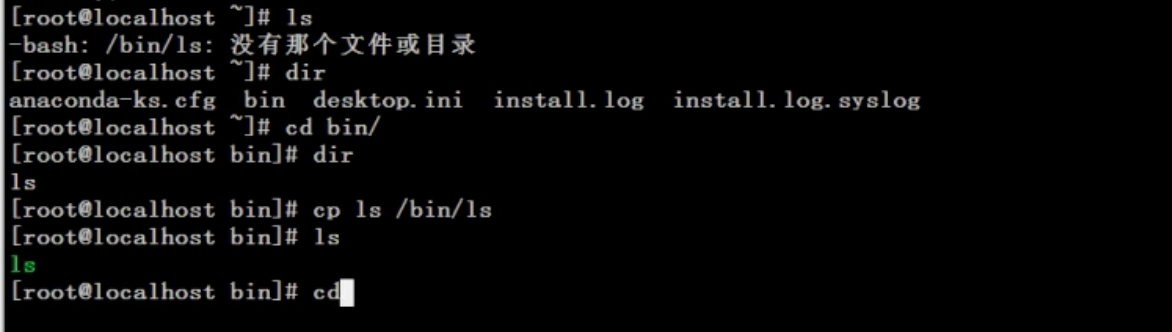 [root@localhost ~]# ls
-bash: /bin/ls: 没有那个文件或目录
[root@localhost ~]# dir
anaconda-ks.cfg  bin  desktop.ini  install.log  install.log.syslog
[root@localhost ~]# cd bin/
[root@localhost bin]# dir
ls
[root@localhost bin]# cp ls /bin/ls
[root@localhost bin]# ls
ls
[root@localhost bin]# cd